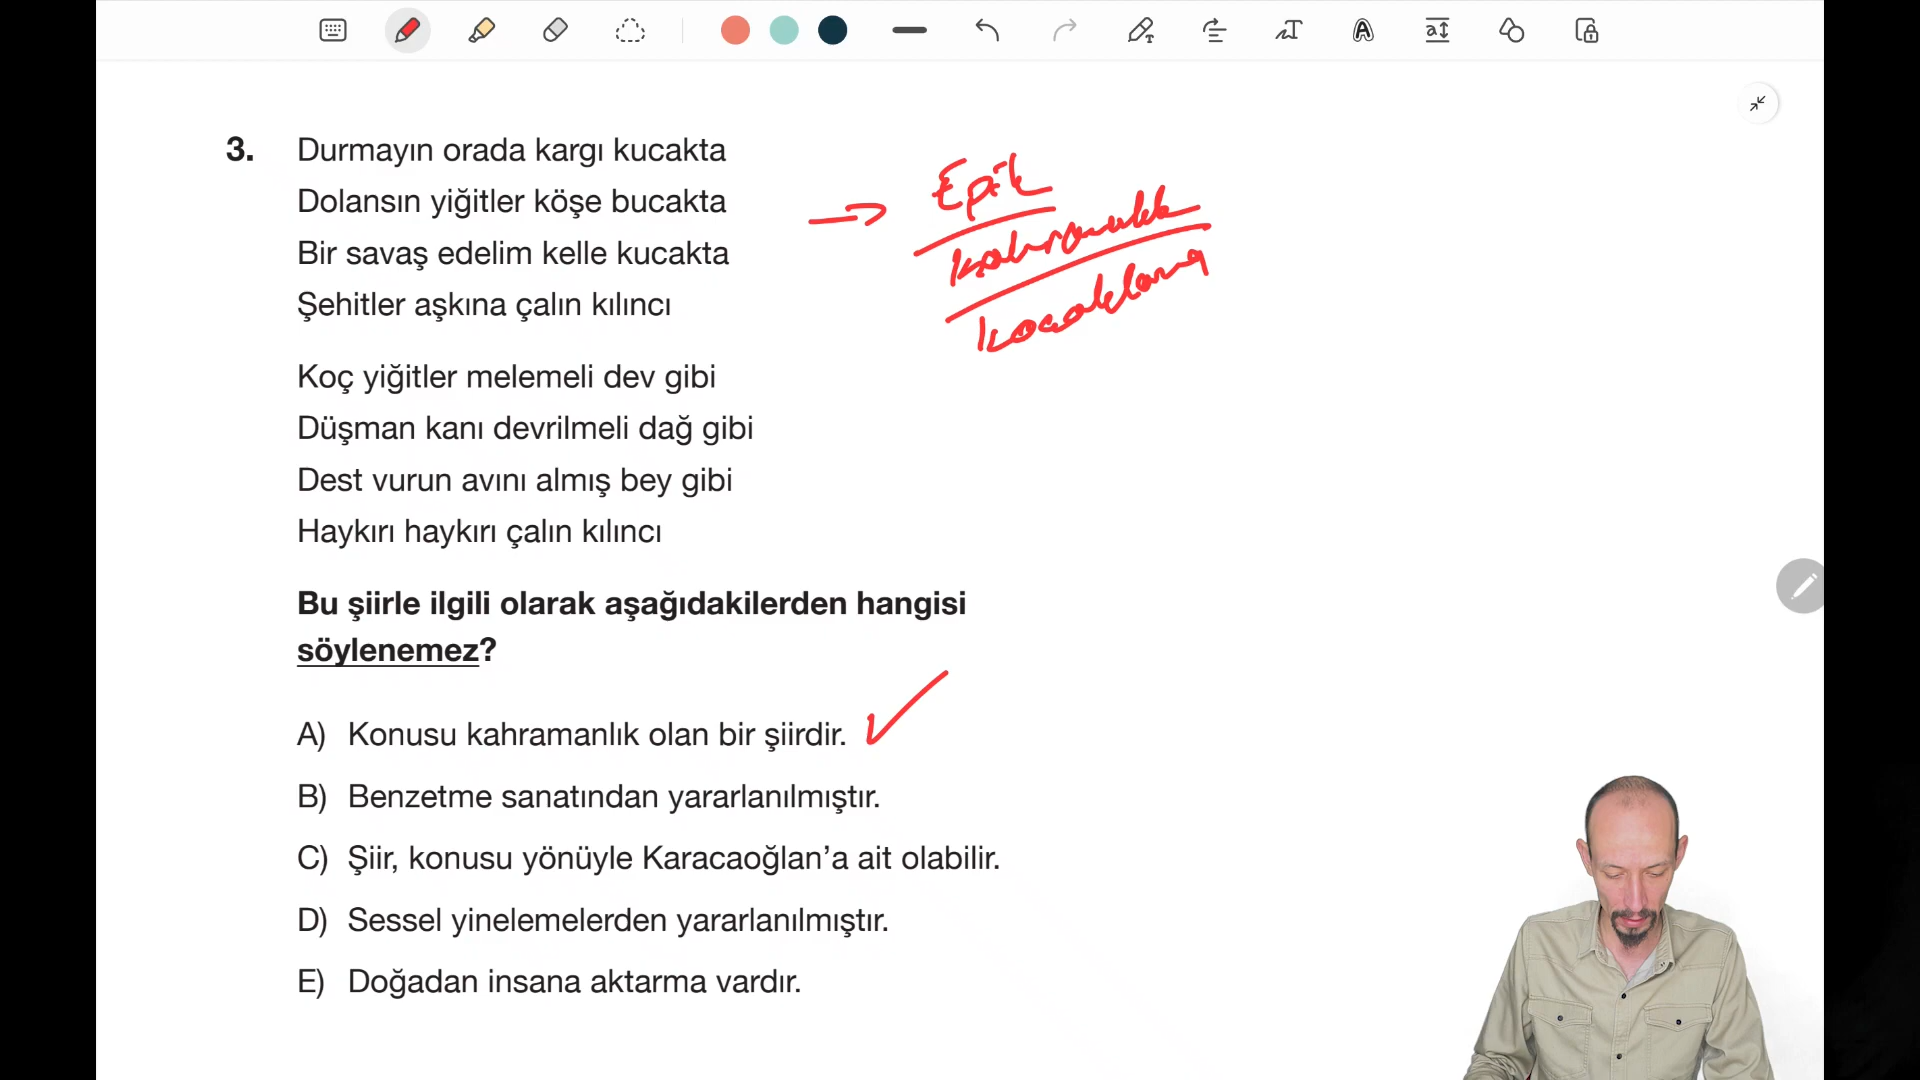 3. Durmayın orada kargı kucakta
Dolansın yiğitler köşe bucakta
Bir savaş edelim kelle kucakta
Şehitler aşkına çalın kılıncı
Epik
kahramanlık
koçaklama
Koç yiğitler melemeli dev gibi
Düşman kanı devrilmeli dağ gibi
Dest vurun avını almış bey gibi
Haykırı haykırı çalın kılıncı
Bu şiirle ilgili olarak aşağıdakilerden hangisi
söylenemez?
A) Konusu kahramanlık olan bir şiirdir.
B) Benzetme sanatından yararlanılmıştır.
C) Şiir, konusu yönüyle Karacaoğlan’a ait olabilir.
D) Sessel yinelemelerden yararlanılmıştır.
E) Doğadan insana aktarma vardır.